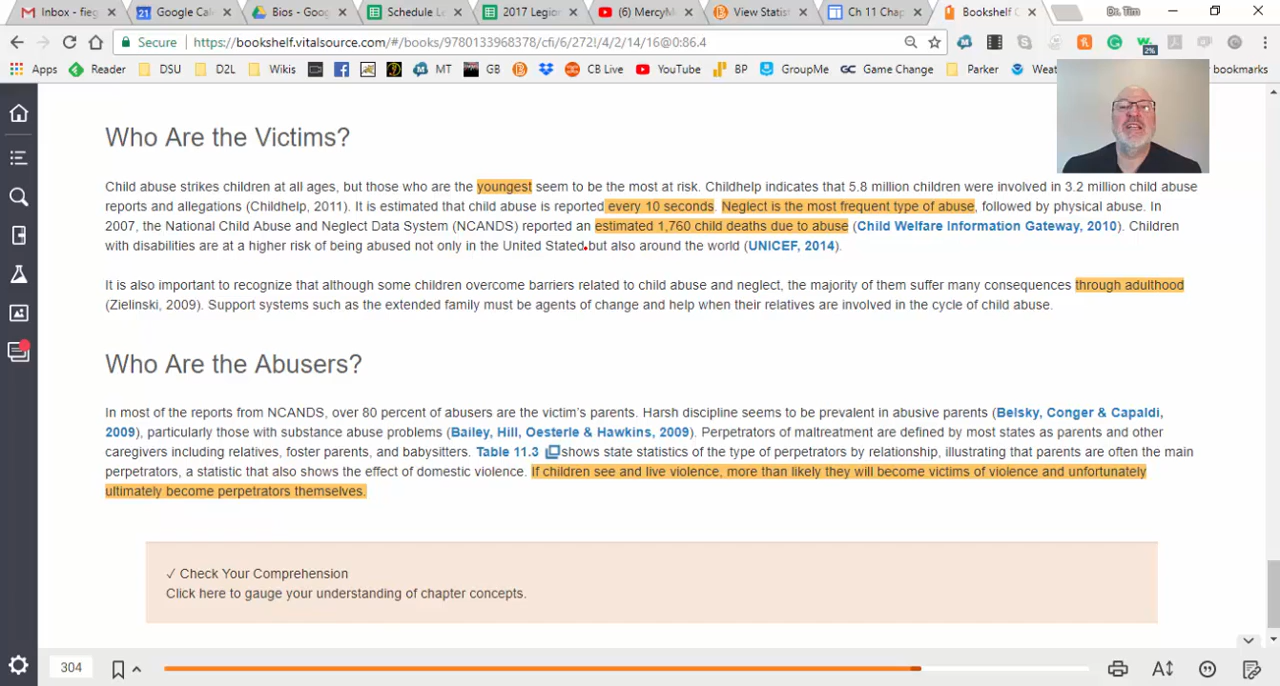 Inbox - fieg
Google Cal
Bios - Goog
Schedule Le
2017 Legion
(6) MercyMe
View Statist
Ch 11 Chap
Bookshelf O
Dr. Tim
Secure https://bookshelf.vitalsource.com/#/books/9780133968378/cfi/6/272!/4/2/14/16@0:86.4
2%
Apps Reader DSU D2L Wikis MT GB CB Live YouTube BP GroupMe GC Game Change Parker Weat bookmarks
Who Are the Victims?
Child abuse strikes children at all ages, but those who are the youngest seem to be the most at risk. Childhelp indicates that 5.8 million children were involved in 3.2 million child abuse
reports and allegations (Childhelp, 2011). It is estimated that child abuse is reported every 10 seconds. Neglect is the most frequent type of abuse, followed by physical abuse. In
2007, the National Child Abuse and Neglect Data System (NCANDS) reported an estimated 1,760 child deaths due to abuse (Child Welfare Information Gateway, 2010). Children
with disabilities are at a higher risk of being abused not only in the United States but also around the world (UNICEF, 2014).
It is also important to recognize that although some children overcome barriers related to child abuse and neglect, the majority of them suffer many consequences through adulthood
(Zielinski, 2009). Support systems such as the extended family must be agents of change and help when their relatives are involved in the cycle of child abuse.
Who Are the Abusers?
In most of the reports from NCANDS, over 80 percent of abusers are the victim's parents. Harsh discipline seems to be prevalent in abusive parents (Belsky, Conger & Capaldi,
2009), particularly those with substance abuse problems (Bailey, Hill, Oesterle & Hawkins, 2009). Perpetrators of maltreatment are defined by most states as parents and other
caregivers including relatives, foster parents, and babysitters. Table 11.3 shows state statistics of the type of perpetrators by relationship, illustrating that parents are often the main
perpetrators, a statistic that also shows the effect of domestic violence. If children see and live violence, more than likely they will become victims of violence and unfortunately
ultimately become perpetrators themselves.
✓ Check Your Comprehension
Click here to gauge your understanding of chapter concepts.
304